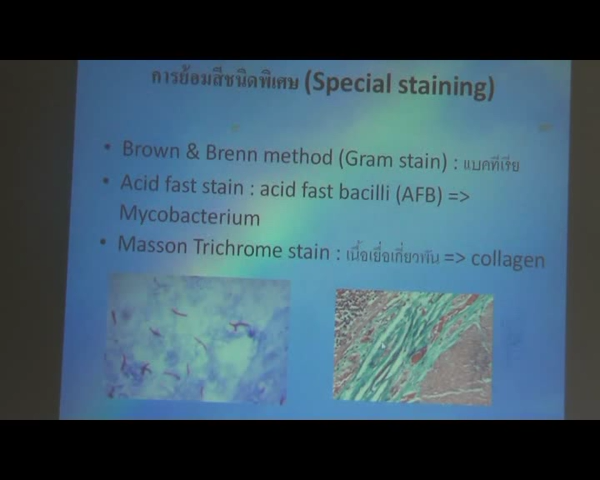 การย้อมสีชนิดพิเศษ (Special staining)
• Brown & Brenn method (Gram stain) : แบคทีเรีย
• Acid fast stain : acid fast bacilli (AFB) =>
Mycobacterium
• Masson Trichrome stain : เนื้อเยื่อเกี่ยวพัน => collagen